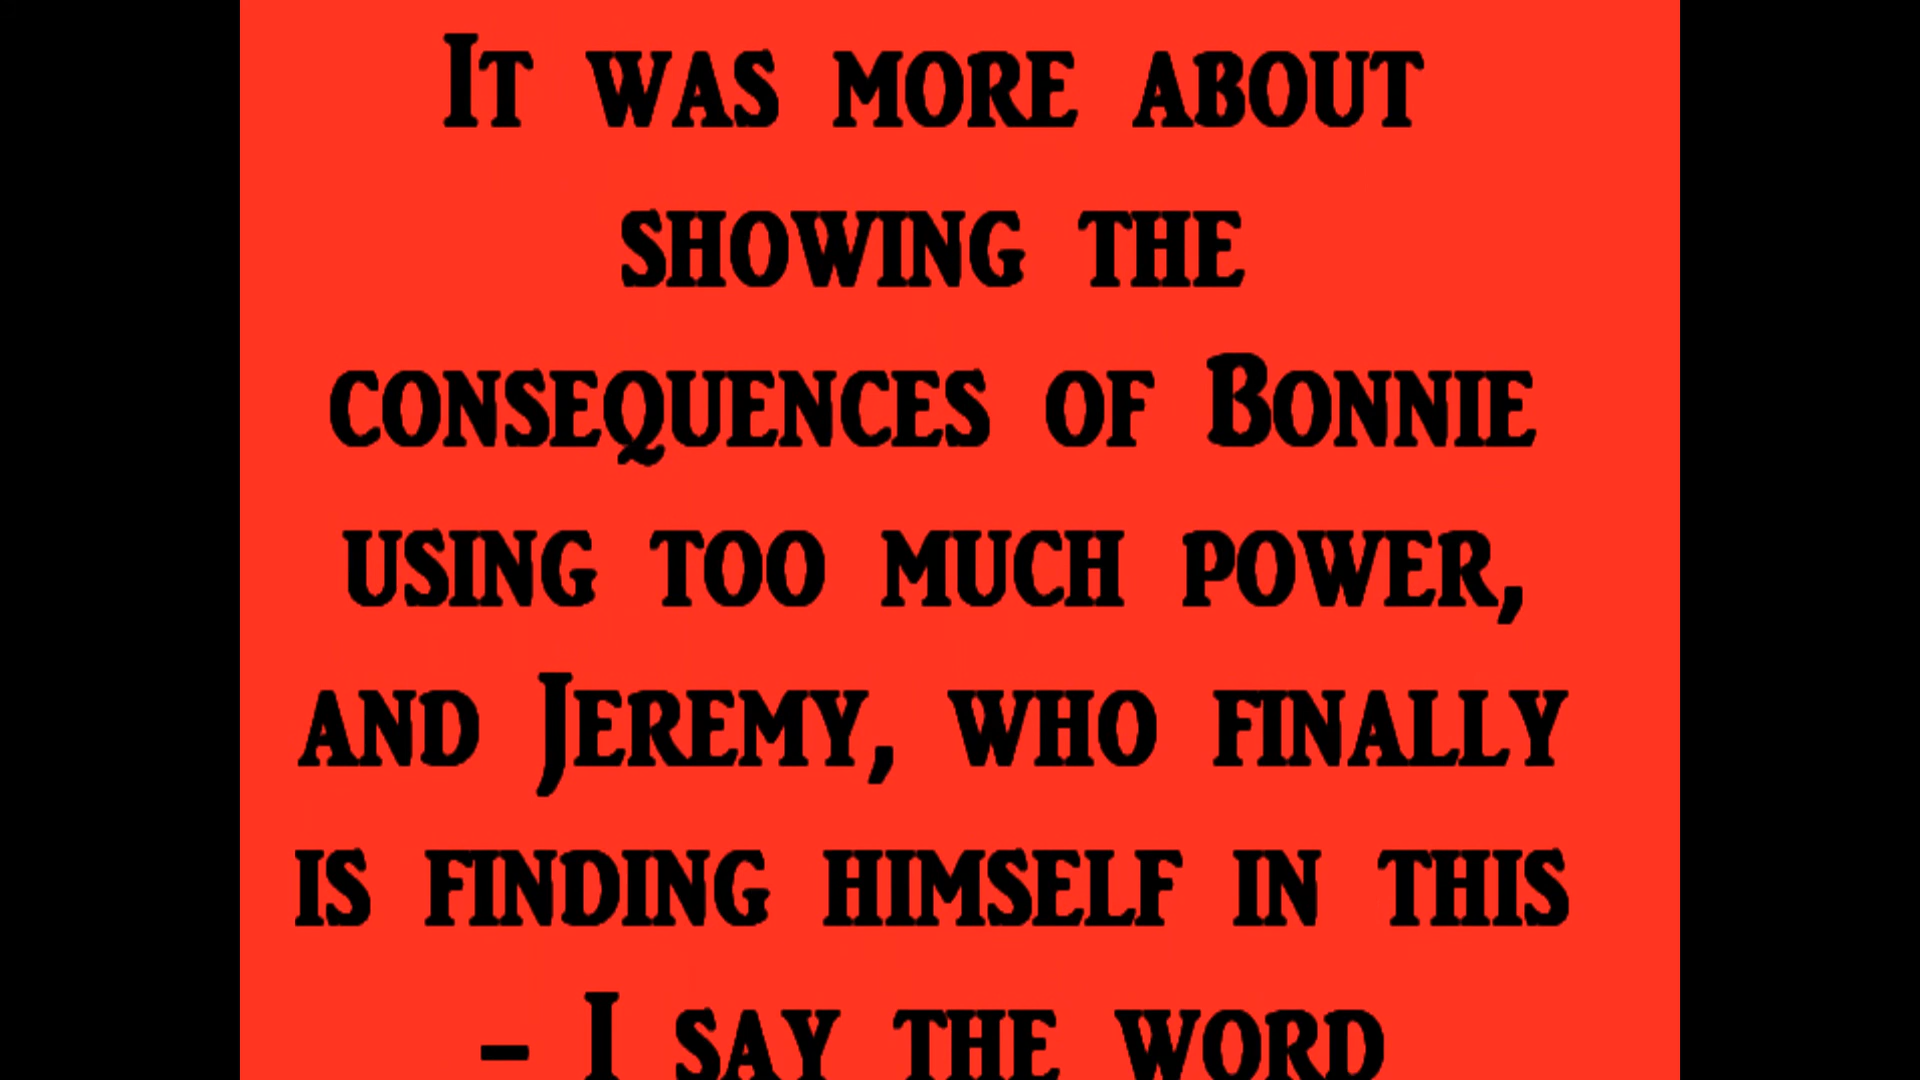 It was more about
showing the
consequences of Bonnie
using too much power,
and Jeremy, who finally
is finding himself in this
– I say the word